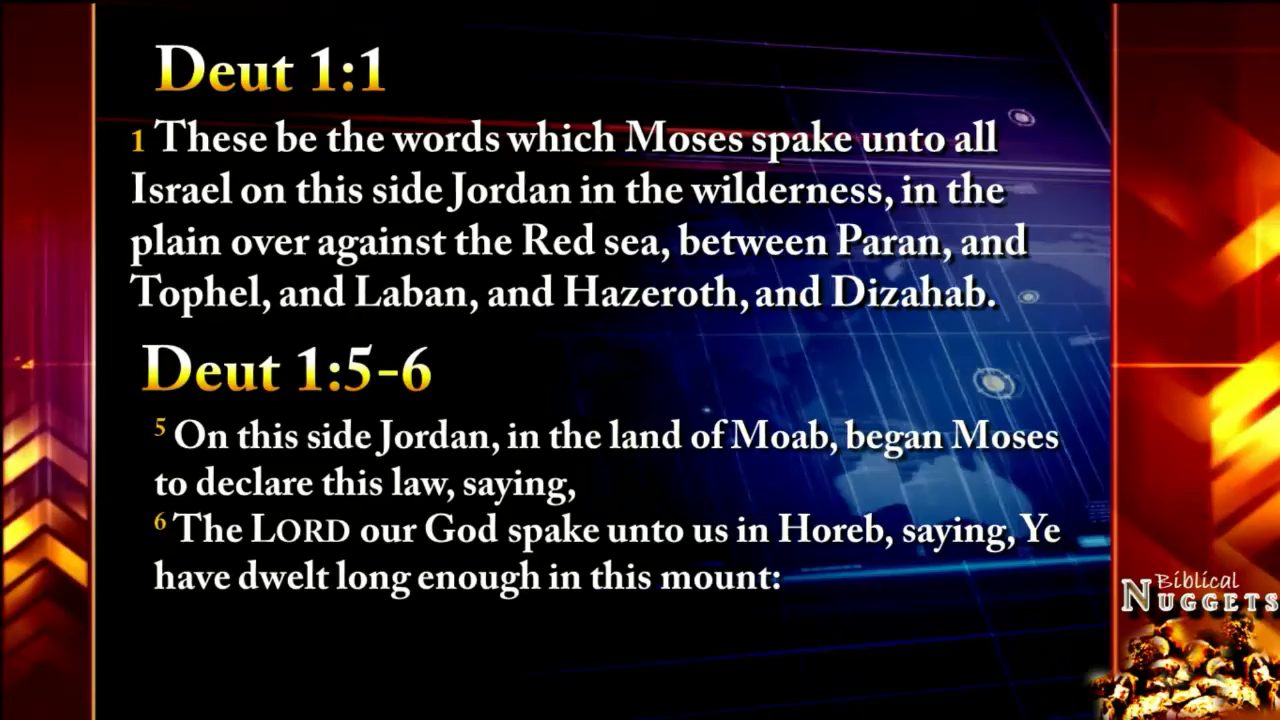 Deut 1:1
1 These be the words which Moses spake unto all
Israel on this side Jordan in the wilderness, in the
plain over against the Red sea, between Paran, and
Tophel, and Laban, and Hazeroth, and Dizahab.
Deut 1:5-6
5 On this side Jordan, in the land of Moab, began Moses
to declare this law, saying,
6 The LORD our God spake unto us in Horeb, saying, Ye
have dwelt long enough in this mount:
Biblical
NUGGETS